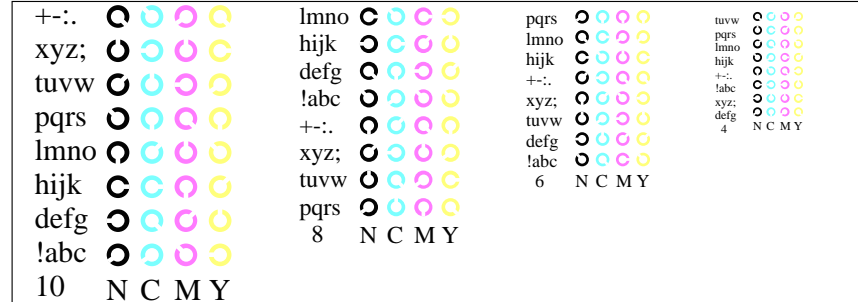 +-:.
xyz;
tuvw
pqrs
lmno
hijk
defg
!abc
10 N C M Y
lmno
hijk
defg
!abc
+-:.
xyz;
tuvw
pqrs
8 N C M Y
pqrs
lmno
hijk
+-:.
xyz;
tuvw
defg
!abc
6 N C M Y
tuvw
pqrs
lmno
hijk
+-:.
!abc
xyz;
defg
4 N C M Y